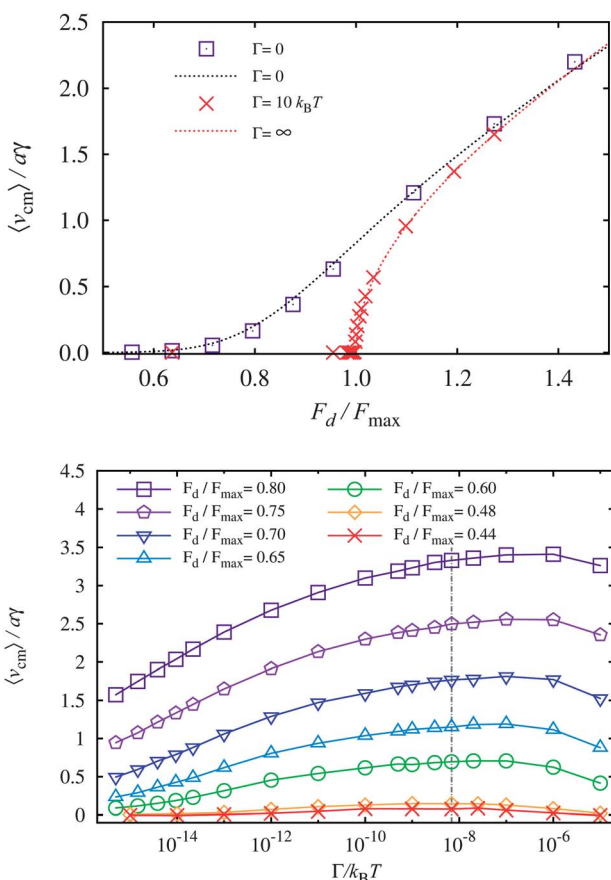 2.5
2.0
1.5
1.0
0.5
0.0
⟨v_cm⟩ / aγ
Γ= 0
Γ= 0
Γ= 10 k_BT
Γ= ∞
0.6 0.8 1.0 1.2 1.4
F_d / F_max
4.5
4
3.5
3
2.5
2
1.5
1
0.5
0
⟨v_cm⟩ / aγ
F_d / F_max= 0.80 F_d / F_max= 0.60
F_d / F_max= 0.75 F_d / F_max= 0.48
F_d / F_max= 0.70 F_d / F_max= 0.44
F_d / F_max= 0.65
10^-14 10^-12 10^-10 10^-8 10^-6
Γ/k_BT